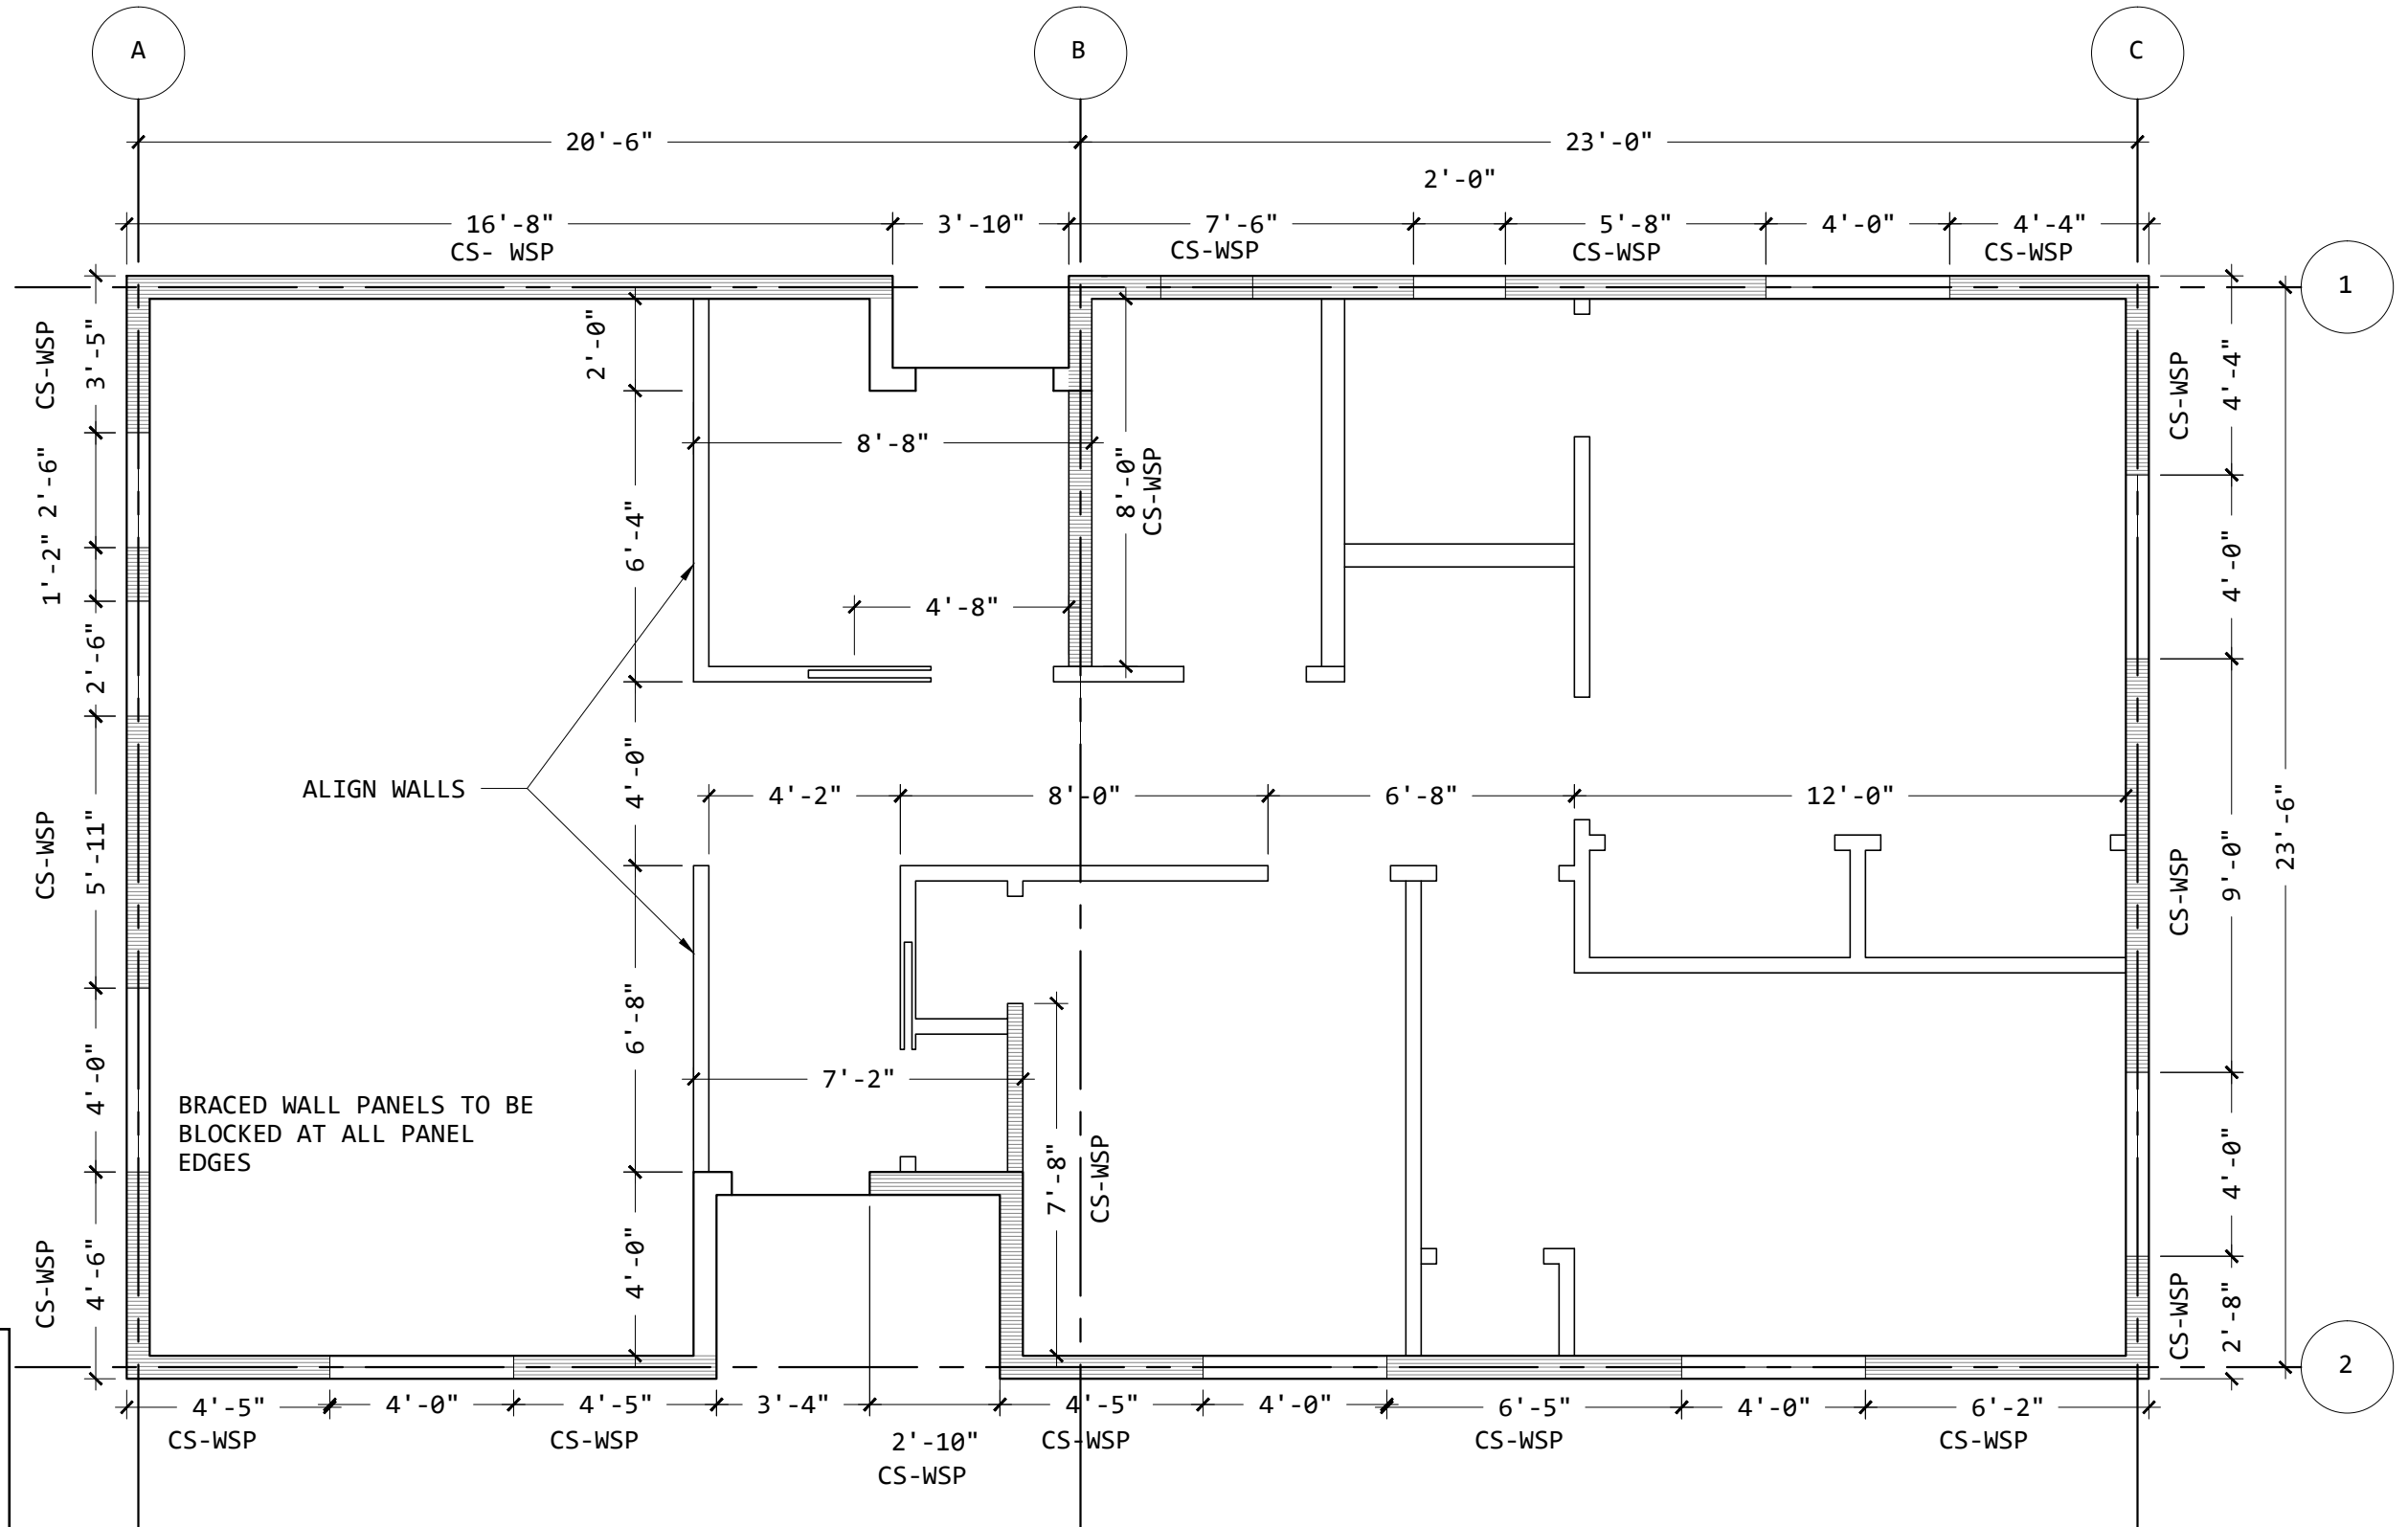 A
B
C
20'-6"
23'-0"
2'-0"
16'-8"
3'-10"
7'-6"
5'-8"
4'-0"
4'-4"
CS- WSP
CS-WSP
CS-WSP
CS-WSP
1
3'-5"
CS-WSP
2'-6"
1'-2"
2'-6"
5'-11"
CS-WSP
4'-0"
4'-6"
CS-WSP
2'-0"
6'-4"
4'-0"
6'-8"
4'-0"
8'-8"
8'-0"
CS-WSP
4'-8"
ALIGN WALLS
4'-2"
8'-0"
6'-8"
12'-0"
7'-2"
7'-8"
CS-WSP
BRACED WALL PANELS TO BE
BLOCKED AT ALL PANEL
EDGES
CS-WSP
4'-4"
4'-0"
CS-WSP
9'-0"
23'-6"
4'-0"
CS-WSP
2'-8"
2
4'-5"
4'-0"
4'-5"
3'-4"
4'-5"
4'-0"
6'-5"
4'-0"
6'-2"
CS-WSP
CS-WSP
2'-10"
CS-WSP
CS-WSP
CS-WSP
CS-WSP